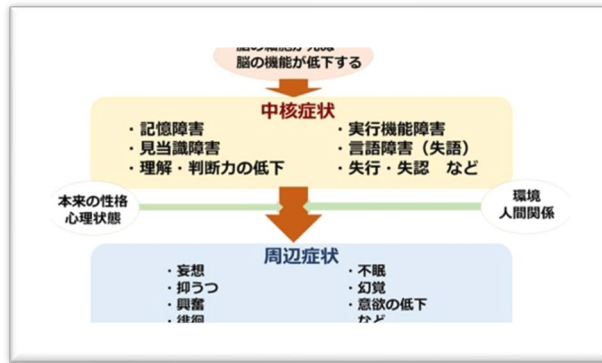 脳の機能が低下する
中核症状
・記憶障害
・見当識障害
・理解・判断力の低下
・実行機能障害
・言語障害（失語）
・失行・失認　など
本来の性格
心理状態
環境
人間関係
周辺症状
・妄想
・抑うつ
・興奮
・徘徊
・不眠
・幻覚
・意欲の低下
など